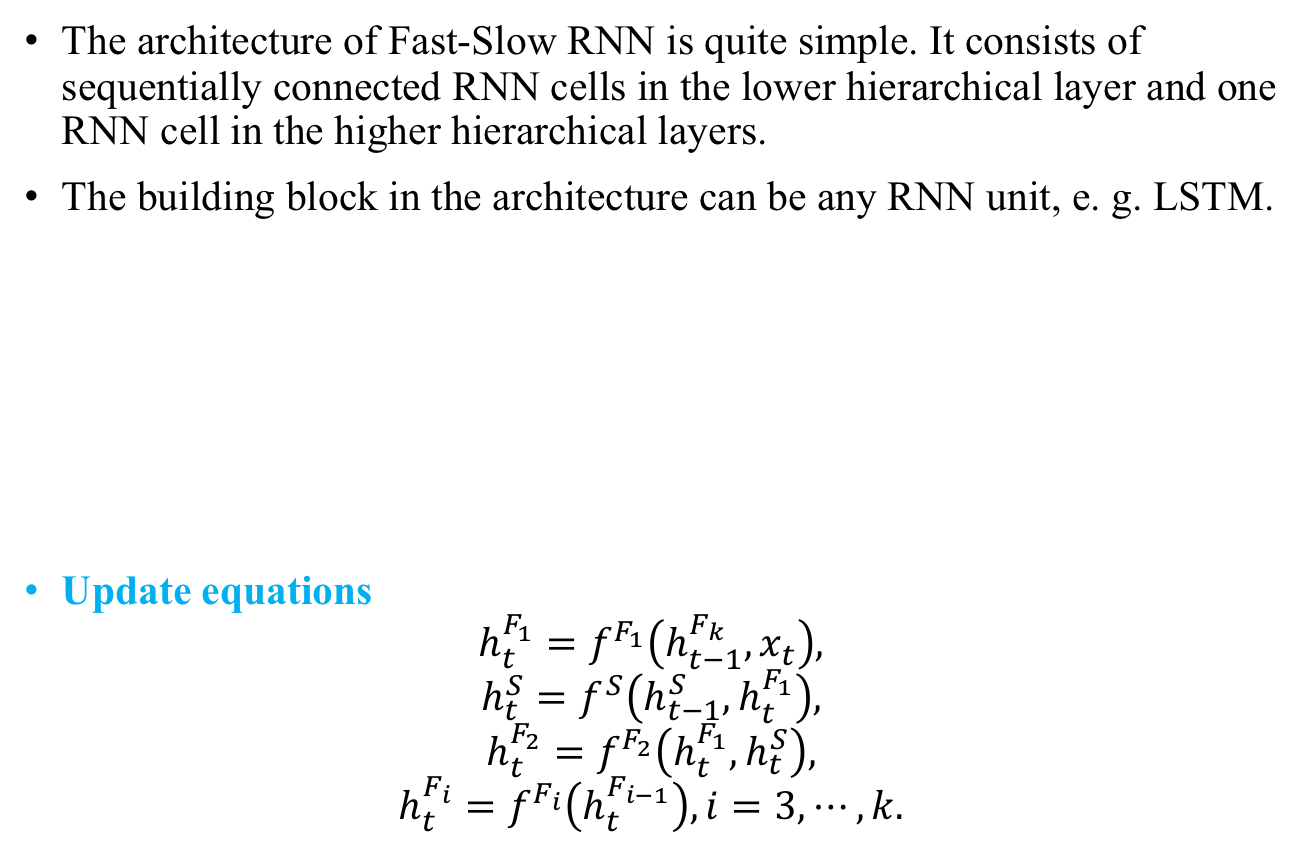 • The architecture of Fast-Slow RNN is quite simple. It consists of
sequentially connected RNN cells in the lower hierarchical layer and one
RNN cell in the higher hierarchical layers.
• The building block in the architecture can be any RNN unit, e. g. LSTM.
• Update equations
$h_t^{F_1} = f^{F_1}(h_{t-1}^{F_k}, x_t),$
$h_t^{S} = f^{S}(h_{t-1}^{S}, h_t^{F_1}),$
$h_t^{F_2} = f^{F_2}(h_t^{F_1}, h_t^{S}),$
$h_t^{F_i} = f^{F_i}(h_t^{F_{i-1}}), i = 3, \cdots, k.$